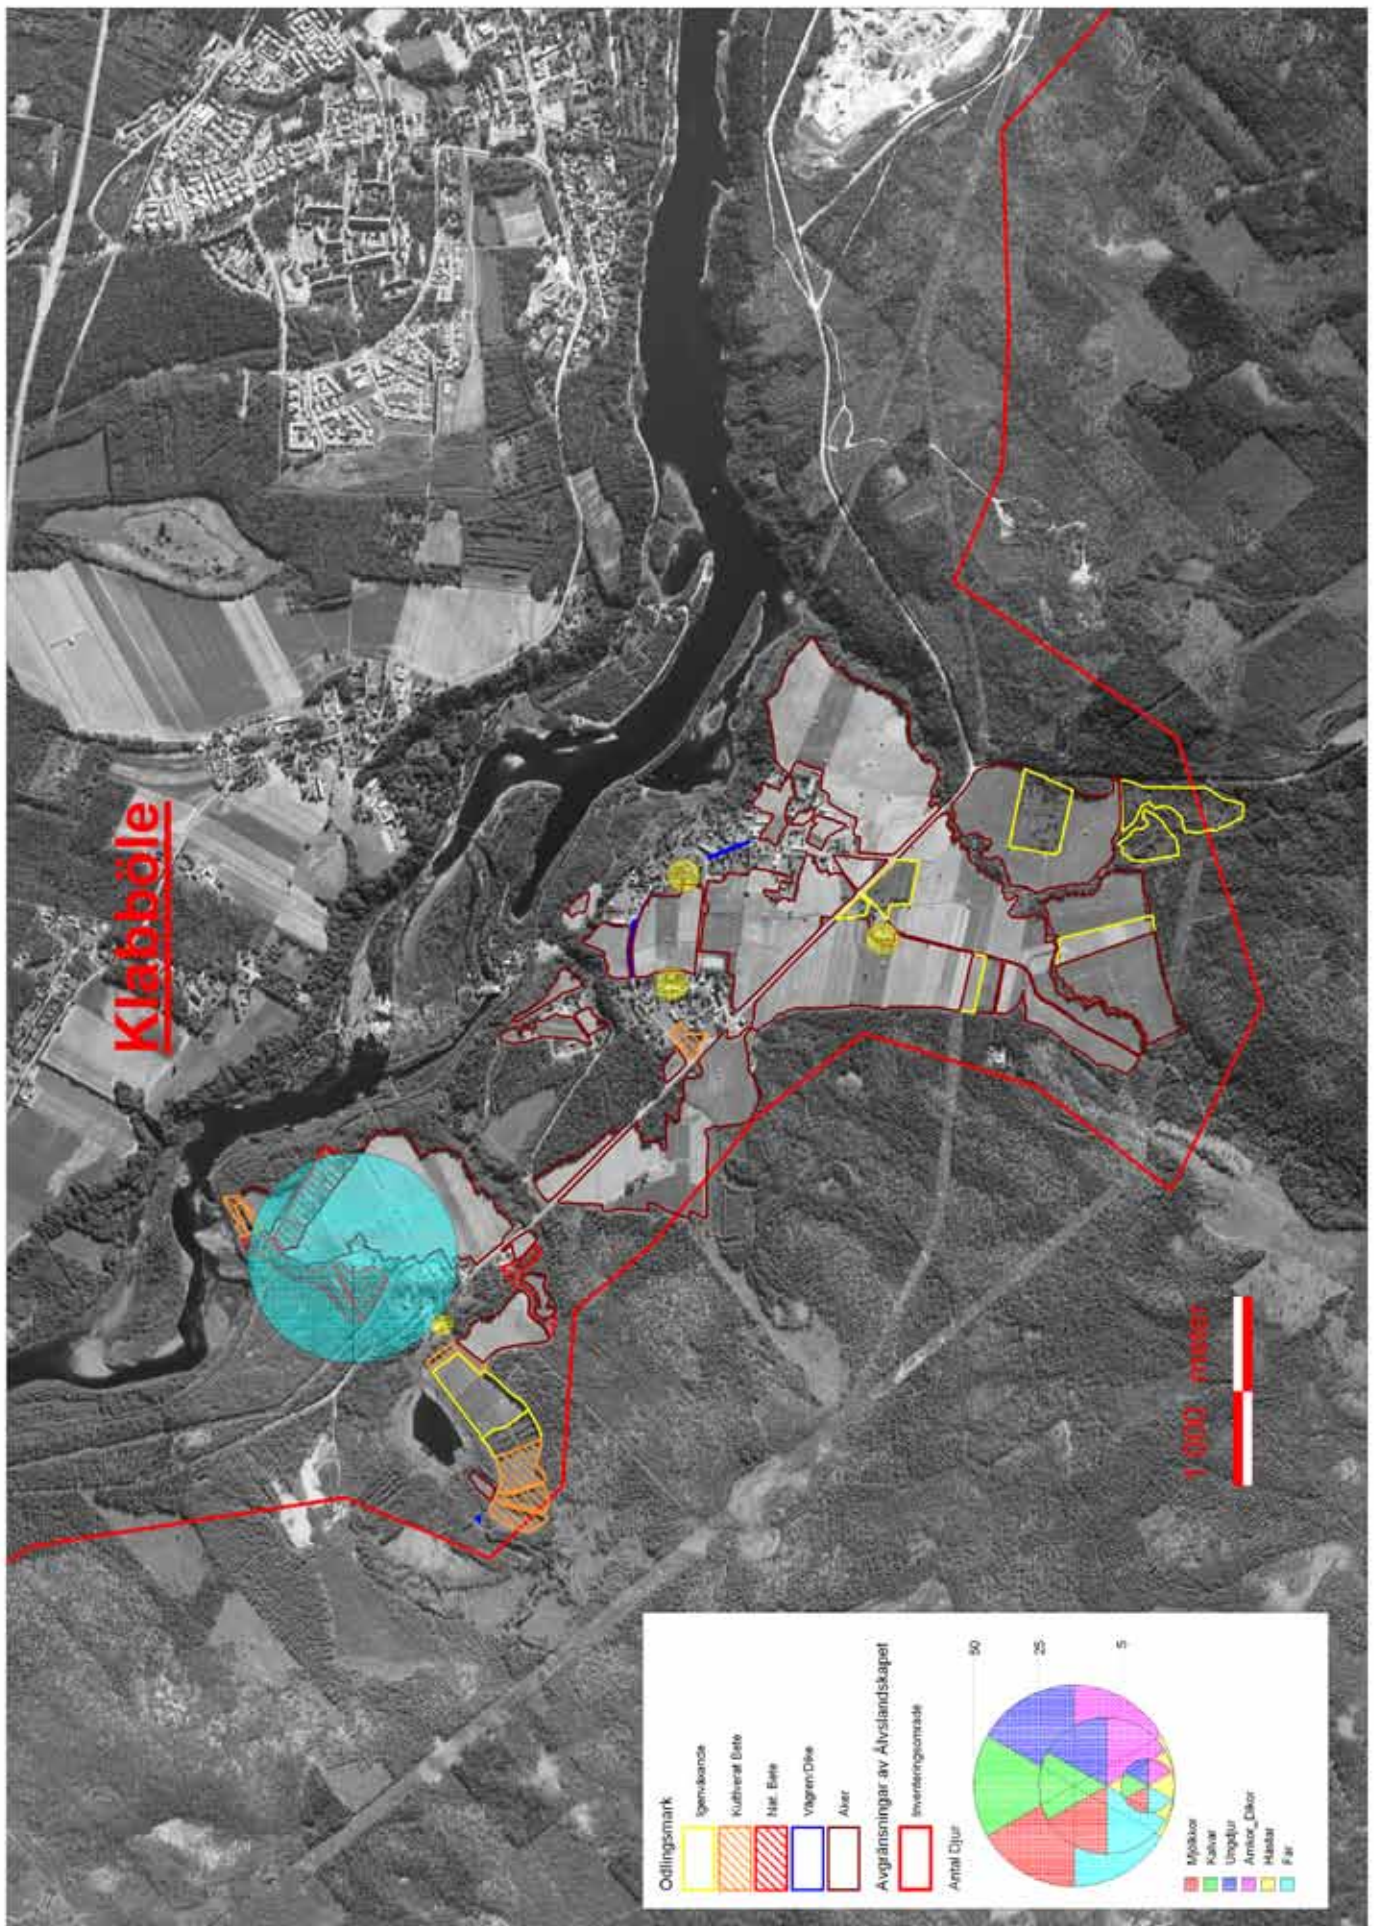 Klabböle
1 000 meter
Odlingsmark
Igenväxande
Kultiverat Bete
Nat. Bete
Vägren/Dike
Åker
Avgränsningar av Älvslandskapet
Inventeringsområde
Antal Djur
50
25
5
Mjölkkor
Kalvar
Ungdjur
Amkor_Dikor
Hästar
Får